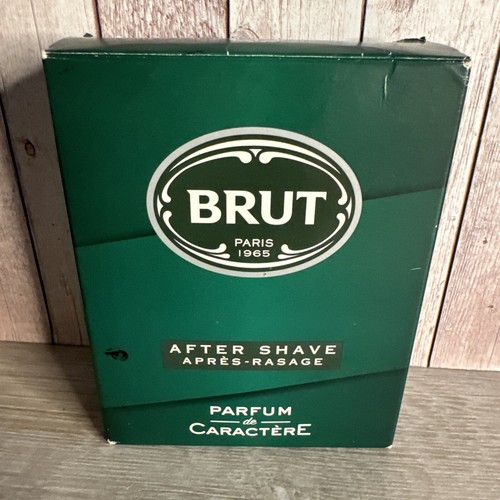 BRUT
PARIS
1965
AFTER SHAVE
APRÈS-RASAGE
PARFUM
de
CARACTÈRE